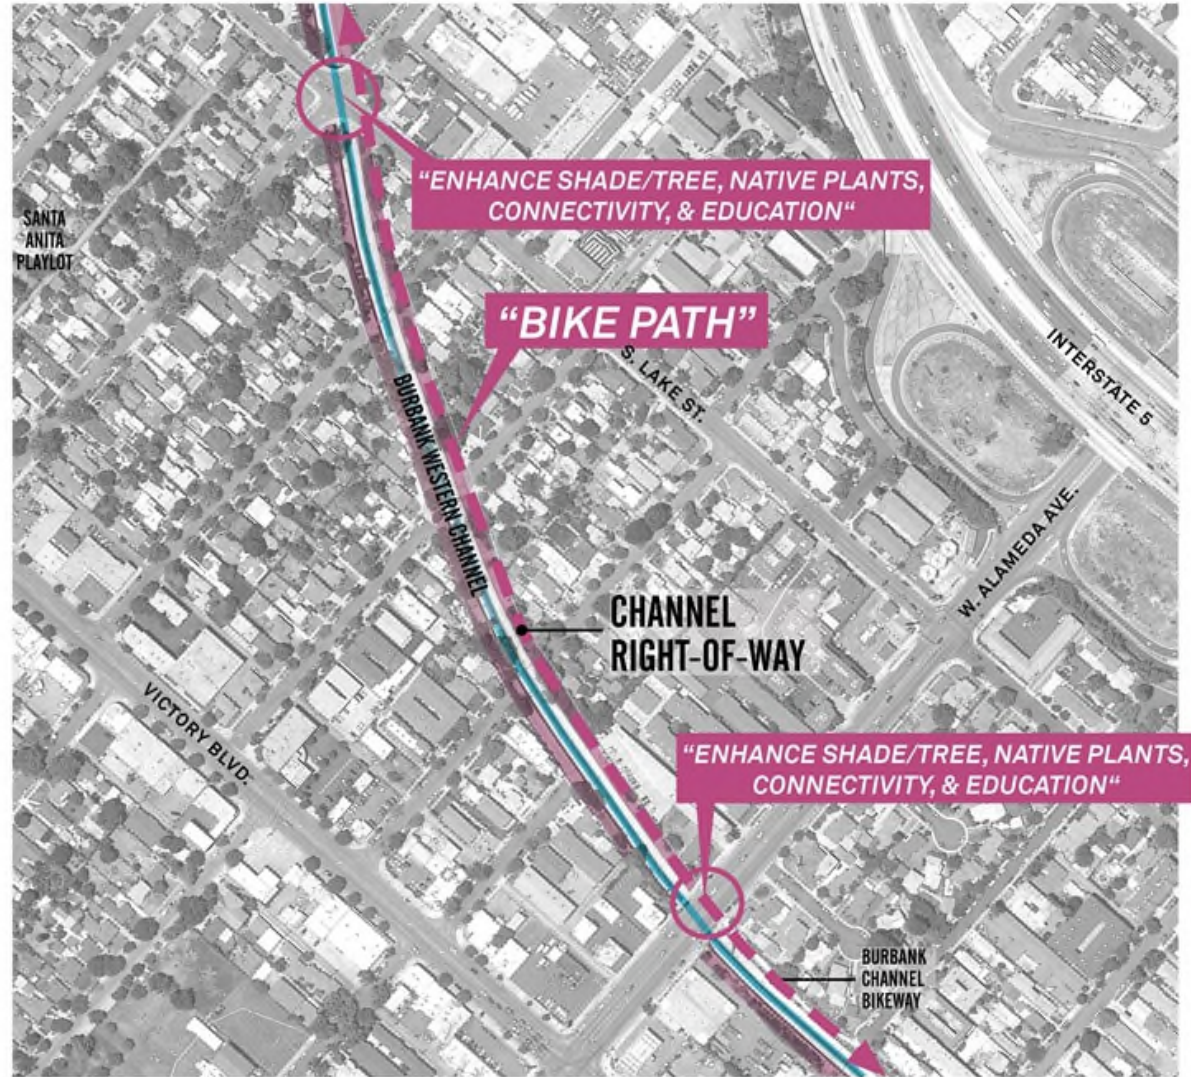 “ENHANCE SHADE/TREE, NATIVE PLANTS,
CONNECTIVITY, & EDUCATION“
SANTA
ANITA
PLAYLOT
“BIKE PATH”
S. LAKE ST.
INTERSTATE 5
BURBANK WESTERN CHANNEL
W. ALAMEDA AVE.
CHANNEL
RIGHT-OF-WAY
VICTORY BLVD.
“ENHANCE SHADE/TREE, NATIVE PLANTS,
CONNECTIVITY, & EDUCATION“
BURBANK
CHANNEL
BIKEWAY